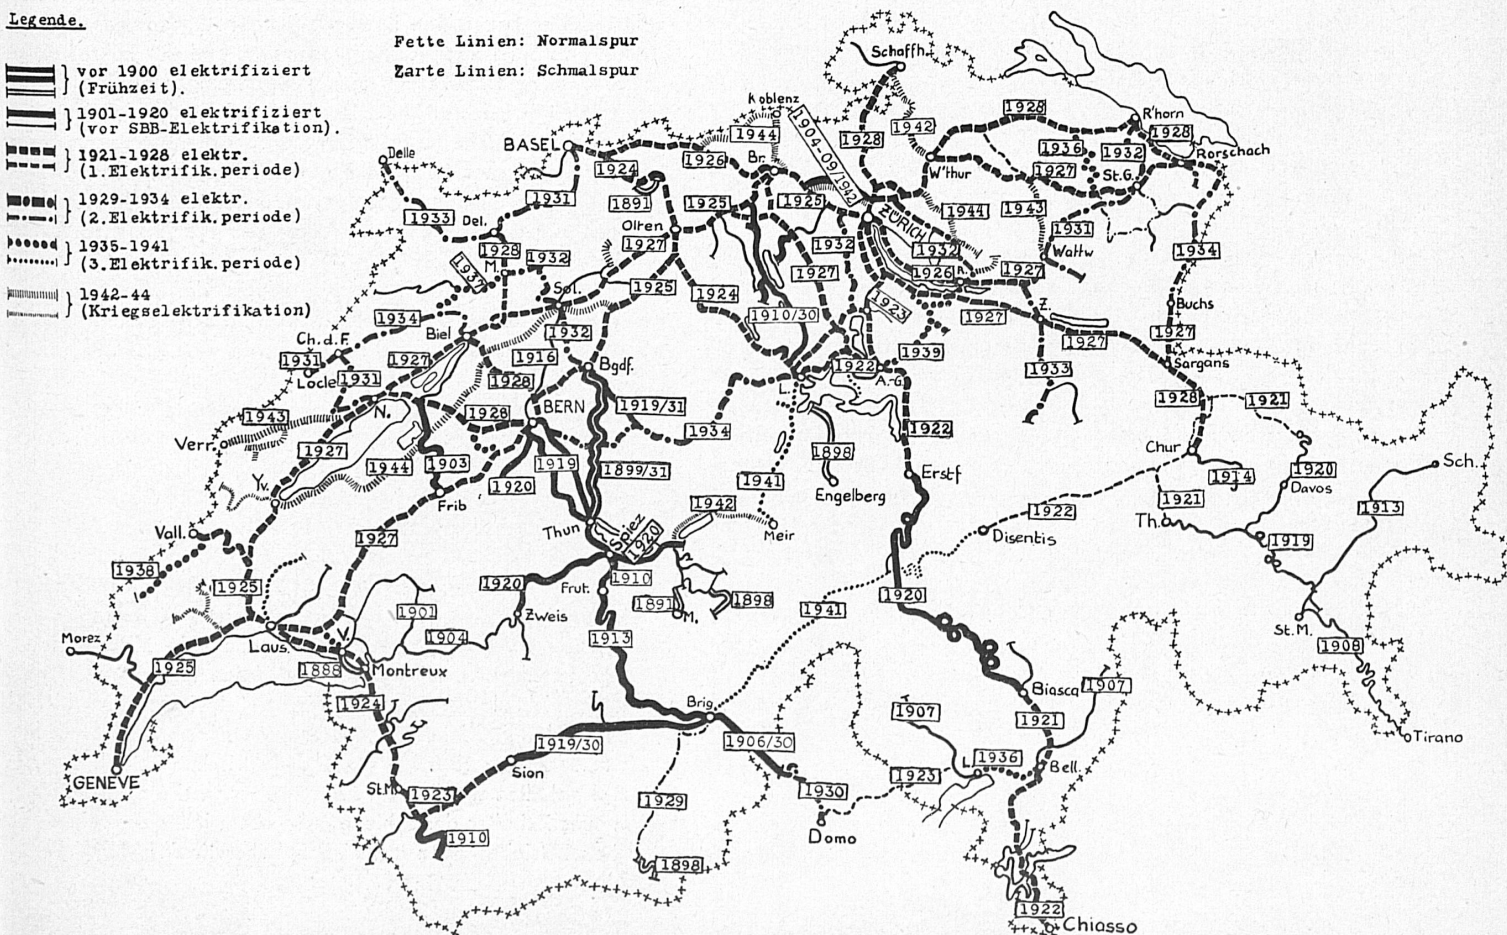 Legende.
Fette Linien: Normalspur
Zarte Linien: Schmalspur
vor 1900 elektrifiziert
(Frühzeit).
1901-1920 elektrifiziert
(vor SBB-Elektrifikation).
1921-1928 elektr.
(1.Elektrifik.periode)
1929-1934 elektr.
(2.Elektrifik.periode)
1935-1941
(3.Elektrifik.periode)
1942-44
(Kriegselektrifikation)
Schaffh.
Koblenz
1904-09/1942
1928
1942
1928
R'horn
1928
Rorschach
Delle
BASEL
1944
Br.
1926
1924
W'thur
1936
1932
1927
St.G.
1931
1891
1925
1925
1933
Del.
Olten
1927
ZÜRICH
1944
1943
1931
Wattw
1934
1928
1932
M.
1937
1932
1932
1926
A.
1927
1927
1925
1924
Sol.
1923
1927
Z.
Buchs
1934
Biel
1932
1910/30
1927
1927
Ch.d.F.
1931
Locle
1927
1916
Bgdf.
1922
1939
A.-G.
1933
Sargans
1931
1928
L.
1928
1921
N.
1943
1928
BERN
1919/31
1934
1922
Verr.
1927
Chur
1944
1903
1919
1899/31
1898
Erstf
1914
1920
Sch.
Yv.
1920
1941
Engelberg
Davos
Frib
1942
1922
1921
1913
Vall.
1927
Thun
Spiez
1920
Meir
Disentis
Th.
1919
1938
1925
1920
Frut.
1910
1891
M.
1898
1941
1920
Zweis
1901
St.M.
Morez
Laus.
V.
1904
1913
1908
1925
1888
Montreux
Biasca
1907
1924
Brig
1907
1921
Tirano
1919/30
1906/30
GENEVE
Sion
1923
L.
1936
Bell.
St.M.
1923
1929
1930
Domo
1910
1898
1922
Chiasso